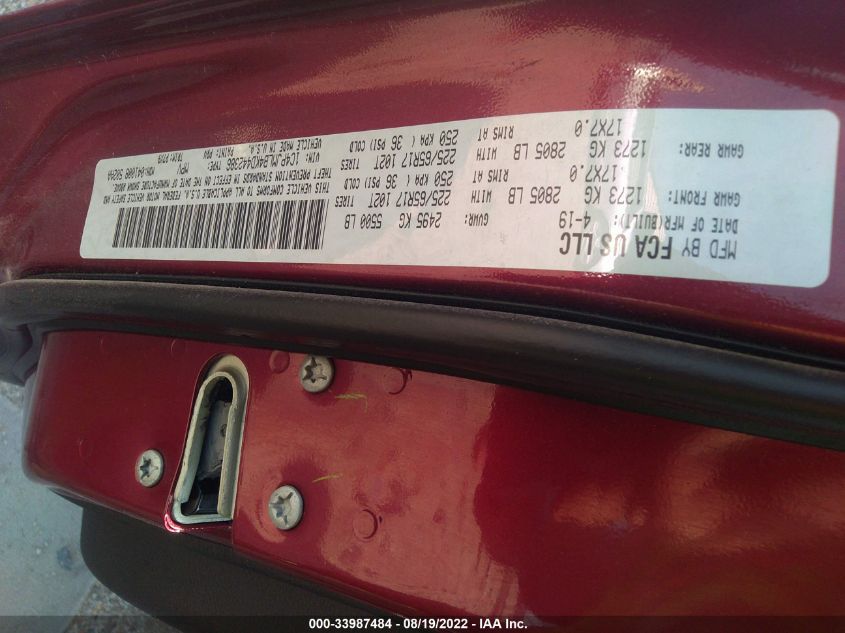 MFD BY FCA US LLC
DATE OF MFR(BUILT): 4-19
GVWR: 2495 KG 5500 LB
GAWR FRONT: 1273 KG 2805 LB WITH 225/65R17 102T TIRES
17X7.0 RIMS AT 250 KPA ( 36 PSI) COLD
GAWR REAR: 1273 KG 2805 LB WITH 225/65R17 102T TIRES
17X7.0 RIMS AT 250 KPA ( 36 PSI) COLD
THIS VEHICLE CONFORMS TO ALL APPLICABLE U.S.A. FEDERAL MOTOR VEHICLE SAFETY AND
THEFT PREVENTION STANDARDS IN EFFECT ON THE DATE OF MANUFACTURE SHOWN ABOVE.
VIN: 1C4PJMLB4KD442386 TYPE: MPV
VEHICLE MADE IN U.S.A. PAINT: PRV
000-33987484 - 08/19/2022 - IAA Inc.